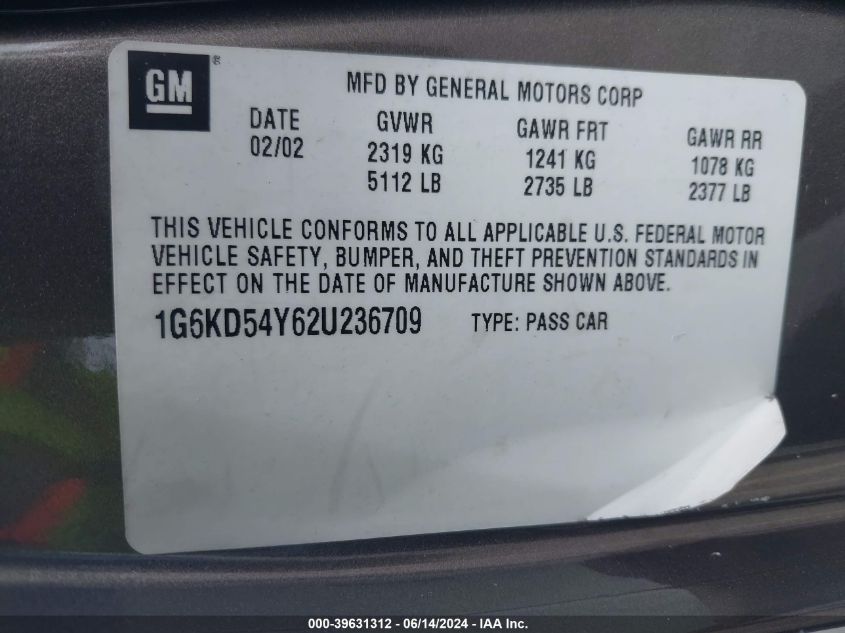 GM®
MFD BY GENERAL MOTORS CORP
DATE GVWR GAWR FRT GAWR RR
02/02 2319 KG 1241 KG 1078 KG
5112 LB 2735 LB 2377 LB
THIS VEHICLE CONFORMS TO ALL APPLICABLE U.S. FEDERAL MOTOR
VEHICLE SAFETY, BUMPER, AND THEFT PREVENTION STANDARDS IN
EFFECT ON THE DATE OF MANUFACTURE SHOWN ABOVE.
1G6KD54Y62U236709 TYPE: PASS CAR
000-39631312 / 06/14/2024 - IAA Inc.